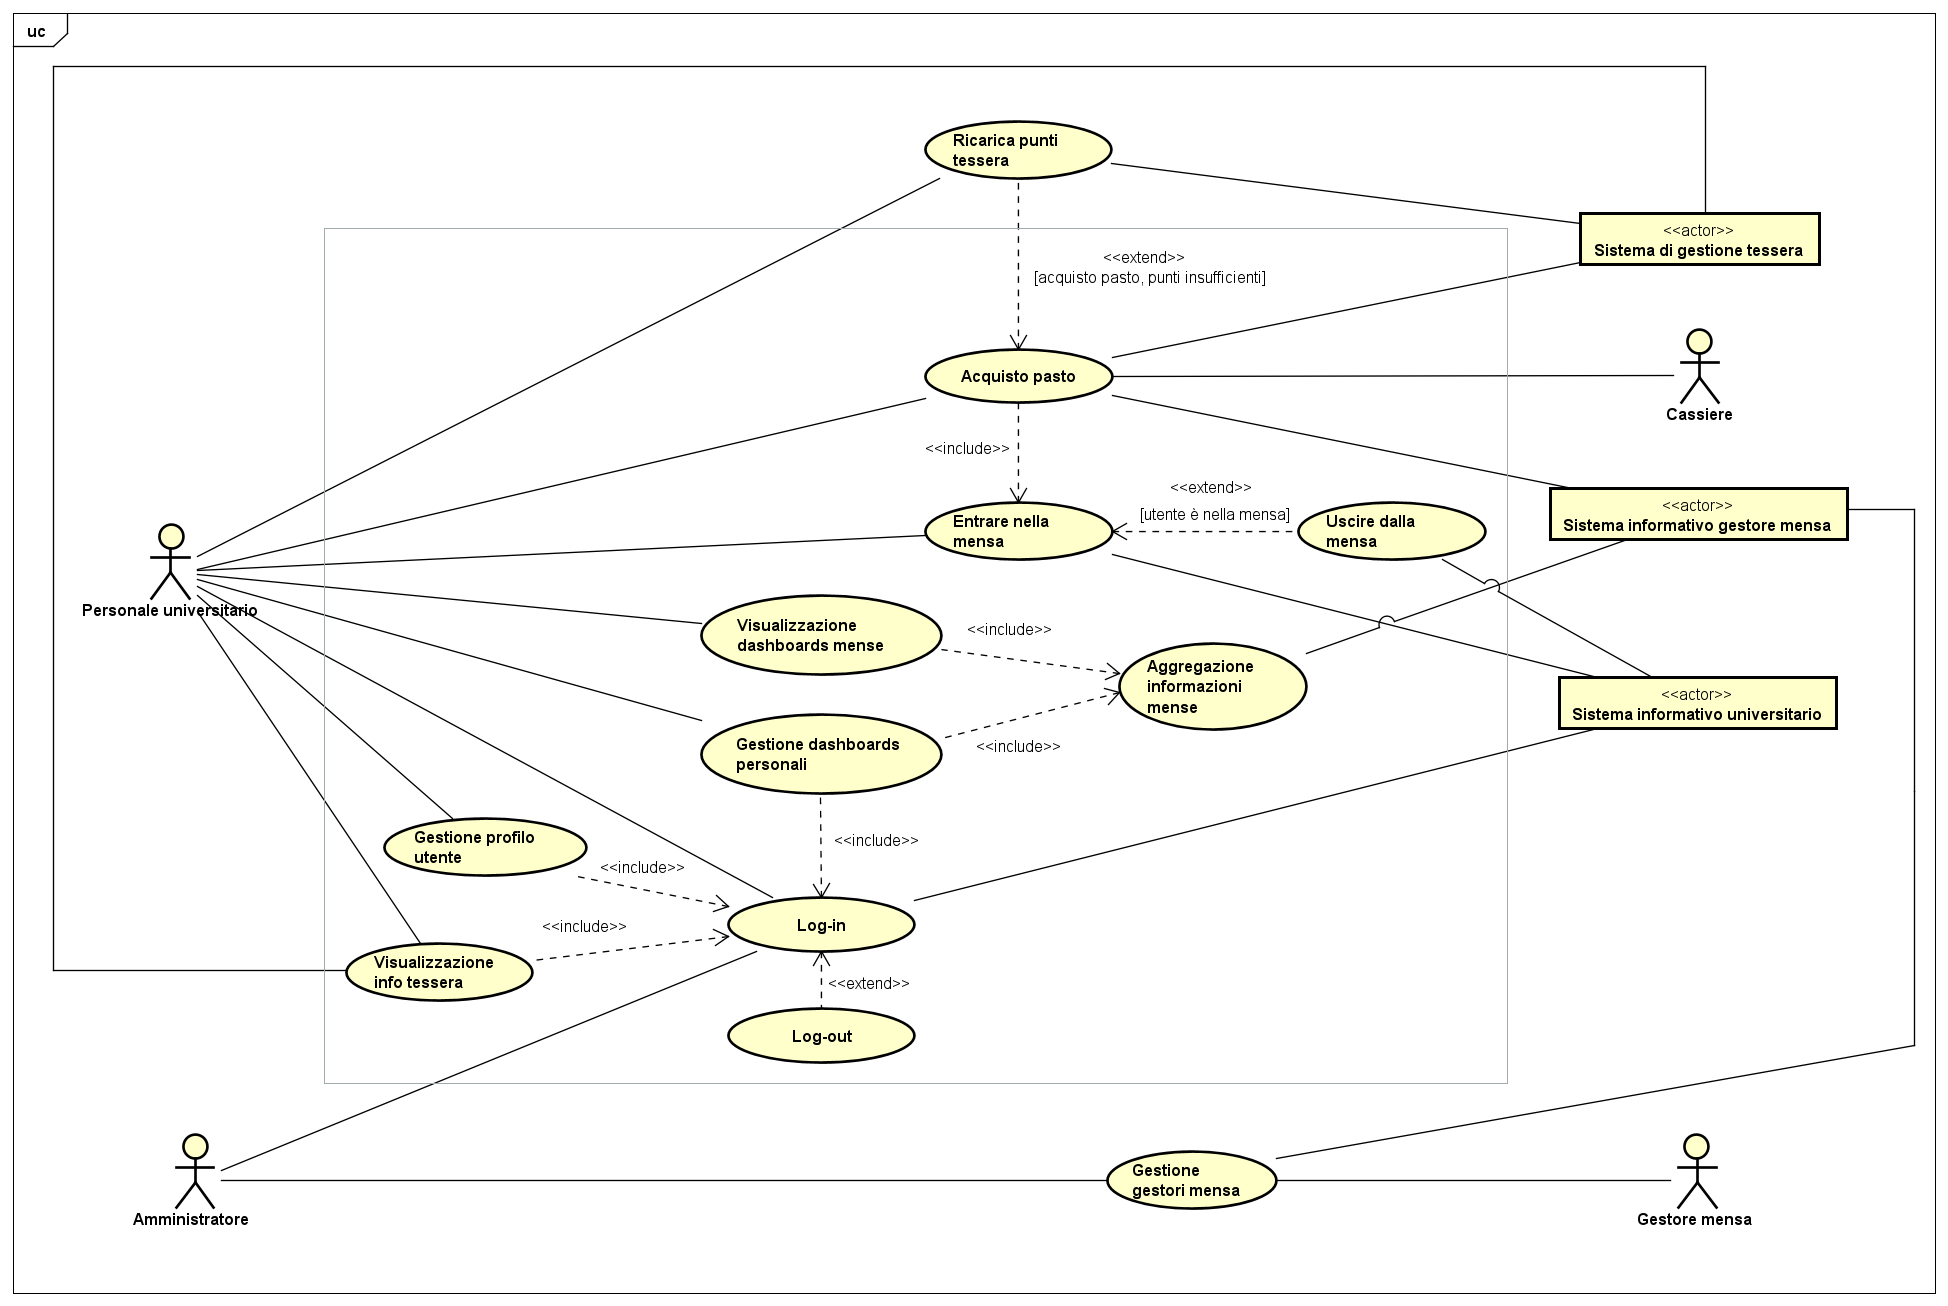 uc
Ricarica punti
tessera
<<actor>>
Sistema di gestione tessera
<<extend>>
[acquisto pasto, punti insufficienti]
Acquisto pasto
Cassiere
<<include>>
<<extend>>
[utente è nella mensa]
Entrare nella
mensa
Uscire dalla
mensa
<<actor>>
Sistema informativo gestore mensa
Personale universitario
Visualizzazione
dashboards mense
<<include>>
Aggregazione
informazioni
mense
<<actor>>
Sistema informativo universitario
Gestione dashboards
personali
<<include>>
Gestione profilo
utente
<<include>>
<<include>>
<<include>>
Log-in
Visualizzazione
info tessera
<<extend>>
Log-out
Amministratore
Gestione
gestori mensa
Gestore mensa